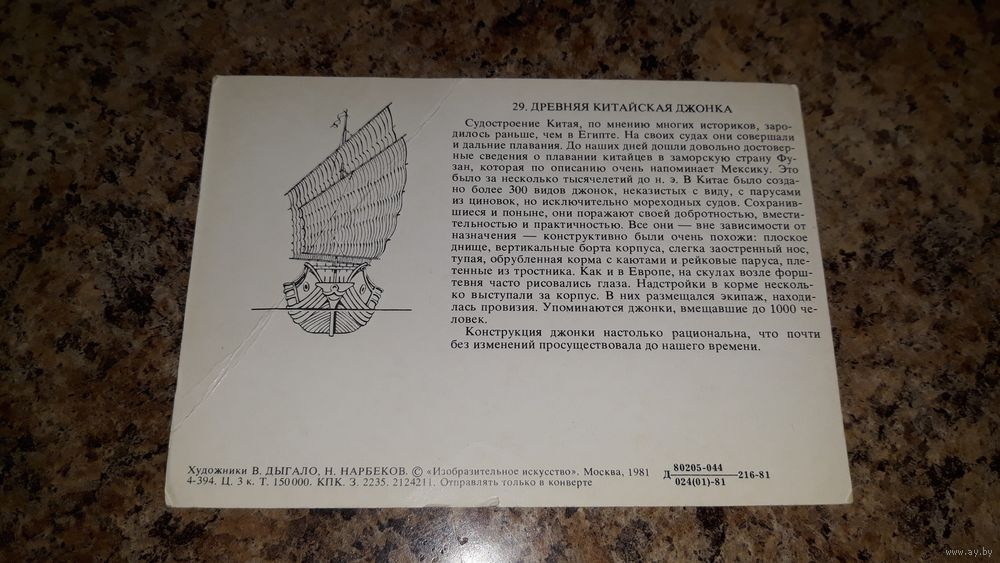 29. ДРЕВНЯЯ КИТАЙСКАЯ ДЖОНКА
Судостроение Китая, по мнению многих историков, заро-
дилось раньше, чем в Египте. На своих судах они совершали
и дальние плавания. До наших дней дошли довольно достовер-
ные сведения о плавании китайцев в заморскую страну Фу-
зан, которая по описанию очень напоминает Мексику. Это
было за несколько тысячелетий до н. э. В Китае было созда-
но более 300 видов джонок, неказистых с виду, с парусами
из циновок, но исключительно мореходных судов. Сохранив-
шиеся и поныне, они поражают своей добротностью, вмести-
тельностью и практичностью. Все они — вне зависимости от
назначения — конструктивно были очень похожи: плоское
днище, вертикальные борта корпуса, слегка заостренный нос,
тупая, обрубленная корма с каютами и рейковые паруса, пле-
тенные из тростника. Как и в Европе, на скулах возле форш-
тевня часто рисовались глаза. Надстройки в корме несколь-
ко выступали за корпус. В них размещался экипаж, находи-
лась провизия. Упоминаются джонки, вмещавшие до 1000 че-
ловек.
Конструкция джонки настолько рациональна, что почти
без изменений просуществовала до нашего времени.
Художники В. ДЫГАЛО, Н. НАРБЕКОВ. © «Изобразительное искусство». Москва, 1981
4-394. Ц. 3 к. Т. 150000. КПК. З. 2235. 2124211. Отправлять только в конверте
80205-044
Д 216-81
024(01)-81
www.ay.by